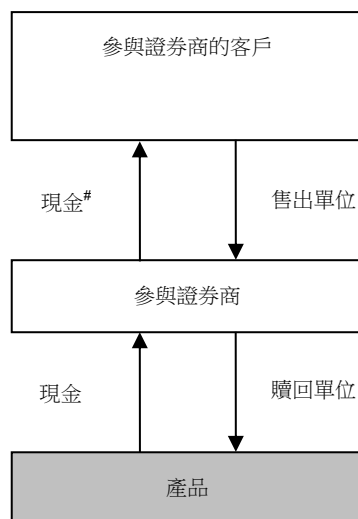 參與證券商的客戶
現金#
售出單位
參與證券商
現金
贖回單位
產品